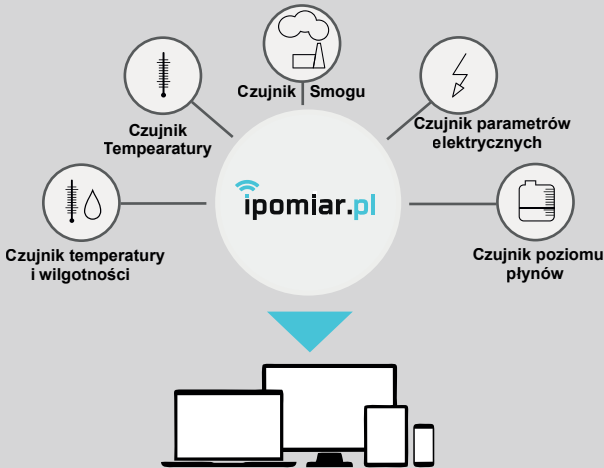 Czujnik Smogu
Czujnik
Tempearatury
Czujnik parametrów
elektrycznych
ipomiar.pl
Czujnik temperatury
i wilgotności
Czujnik poziomu
płynów